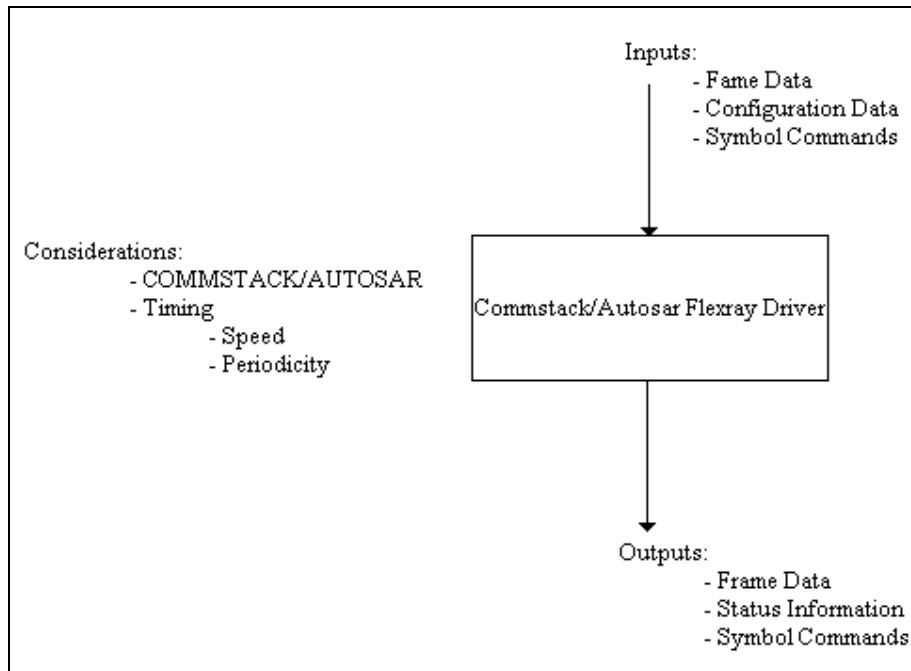 Inputs:
- Fame Data
- Configuration Data
- Symbol Commands
Considerations:
- COMMSTACK/AUTOSAR
- Timing
- Speed
- Periodicity
Commstack/Autosar Flexray Driver
Outputs:
- Frame Data
- Status Information
- Symbol Commands